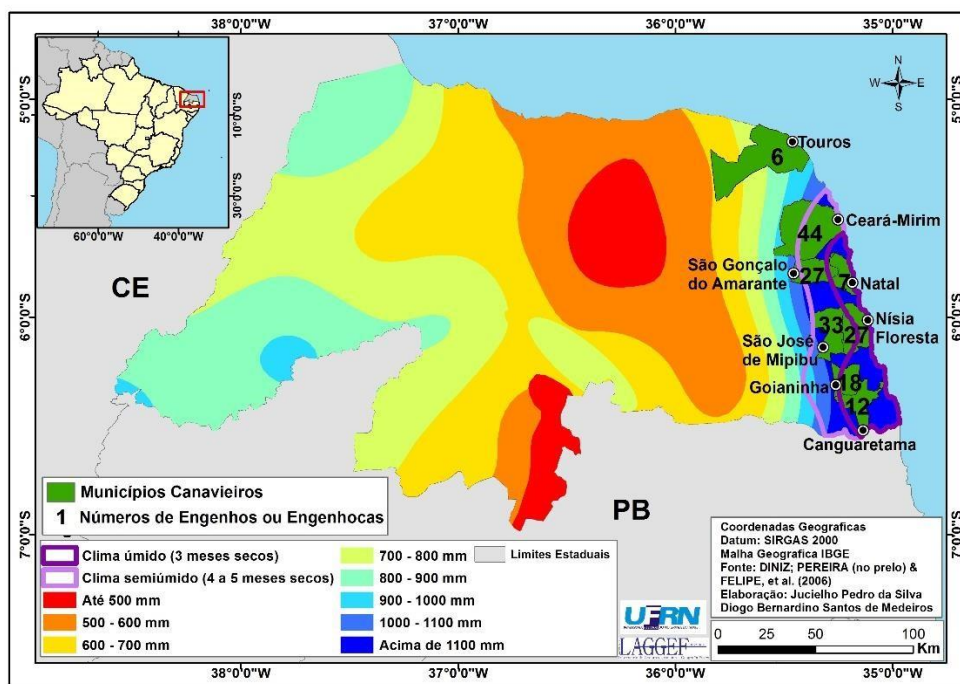 38°0'0"W
37°0'0"W
36°0'0"W
35°0'0"W
5°0'0"S
10°0'0"S
30°0'0"S
60°0'0"W
40°0'0"W
N
W
E
S
5°0'0"S
Touros
6
Ceará-Mirim
44
CE
São Gonçalo
do Amarante
27
7
Natal
6°0'0"S
6°0'0"S
Nísia
Floresta
33
27
São José
de Mipibu
Goianinha
18
12
Canguaretama
PB
Municípios Canavieiros
1 Números de Engenhos ou Engenhocas
7°0'0"S
7°0'0"S
Clima úmido (3 meses secos)
Clima semiúmido (4 a 5 meses secos)
Até 500 mm
500 - 600 mm
600 - 700 mm
700 - 800 mm
800 - 900 mm
900 - 1000 mm
1000 - 1100 mm
Acima de 1100 mm
Limites Estaduais
UFRN
LAGGEF
Coordenadas Geograficas
Datum: SIRGAS 2000
Malha Geografica IBGE
Fonte: DINIZ; PEREIRA (no prelo) &
FELIPE, et al. (2006)
Elaboração: Jucielho Pedro da Silva
Diogo Bernardino Santos de Medeiros
0 25 50 100
Km
38°0'0"W
37°0'0"W
36°0'0"W
35°0'0"W